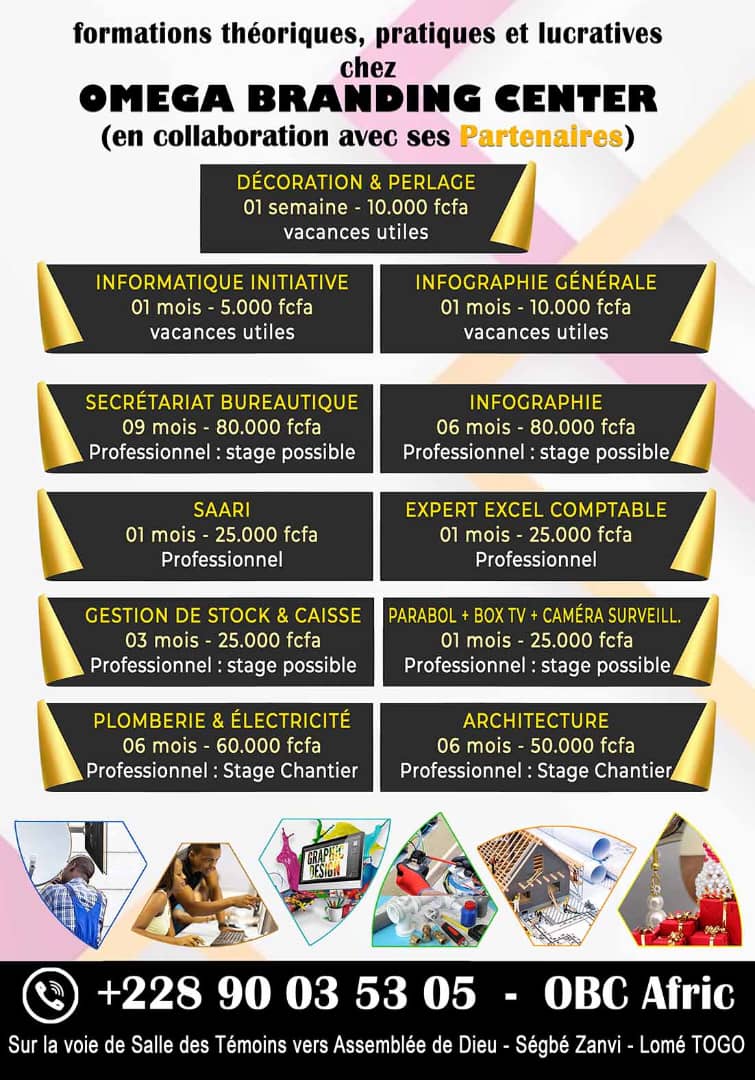 formations théoriques, pratiques et lucratives
chez
OMEGA BRANDING CENTER
(en collaboration avec ses Partenaires)
DÉCORATION & PERLAGE
01 semaine - 10.000 fcfa
vacances utiles
INFORMATIQUE INITIATIVE
01 mois - 5.000 fcfa
vacances utiles
INFOGRAPHIE GÉNÉRALE
01 mois - 10.000 fcfa
vacances utiles
SECRÉTARIAT BUREAUTIQUE
09 mois - 80.000 fcfa
Professionnel : stage possible
INFOGRAPHIE
06 mois - 80.000 fcfa
Professionnel : stage possible
SAARI
01 mois - 25.000 fcfa
Professionnel
EXPERT EXCEL COMPTABLE
01 mois - 25.000 fcfa
Professionnel
GESTION DE STOCK & CAISSE
03 mois - 25.000 fcfa
Professionnel : stage possible
PARABOL + BOX TV + CAMÉRA SURVEILL.
01 mois - 25.000 fcfa
Professionnel : stage possible
PLOMBERIE & ÉLECTRICITÉ
06 mois - 60.000 fcfa
Professionnel : Stage Chantier
ARCHITECTURE
06 mois - 50.000 fcfa
Professionnel : Stage Chantier
GRAPHIC
DESIGN
+228 90 03 53 05 - OBC Afric
Sur la voie de Salle des Témoins vers Assemblée de Dieu - Ségbé Zanvi - Lomé TOGO